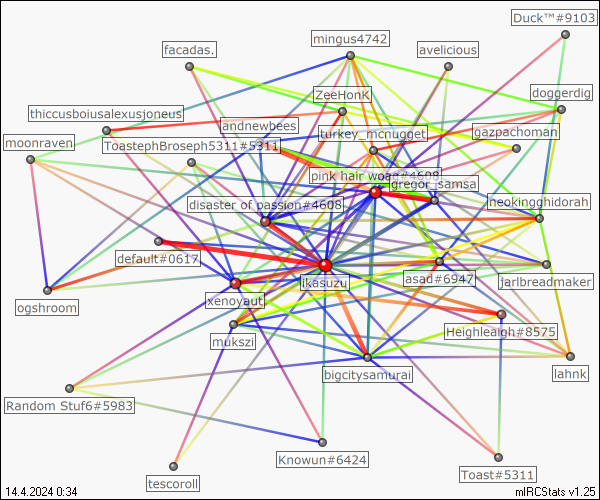 Duck™#9103
mingus4742
facadas.
avelicious
ZeeHonK
doggerdig
thiccusboiusalexusjoneus
andnewbees
turkey_mcnugget
gazpachoman
moonraven
ToastephBroseph5311#5311
pink hair woag#4608
gregor_samsa
disaster of passion#4608
neokingghidorah
default#0617
ikasuzu
asad#6947
jarlbreadmaker
ogshroom
xenoyautj
mukszi
Heighleaigh#8575
bigcitysamurai
lahnk
Random Stuf6#5983
Knowun#6424
Toast#5311
tescoroll
14.4.2024 0:34
mIRCStats v1.25